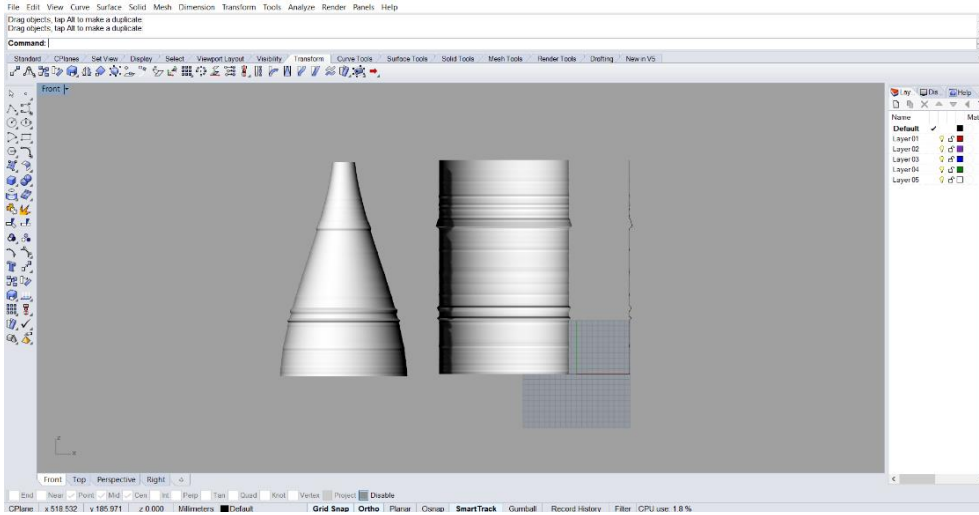 File Edit View Curve Surface Solid Mesh Dimension Transform Tools Analyze Render Panels Help
Drag objects, tap Alt to make a duplicate
Drag objects, tap Alt to make a duplicate
Command:
Standard CPlanes Set View Display Select Viewport Layout Visibility Transform Curve Tools Surface Tools Solid Tools Mesh Tools Render Tools Drafting New in V5
Front
Lay Dis Help
Name Mat
Default
Layer 01
Layer 02
Layer 03
Layer 04
Layer 05
z
x
Front Top Perspective Right
End Near Point Mid Cen Int Perp Tan Quad Knot Vertex Project Disable
CPlane x 518.532 y 185.971 z 0.000 Millimeters Default Grid Snap Ortho Planar Osnap SmartTrack Gumball Record History Filter CPU use: 1.8 %